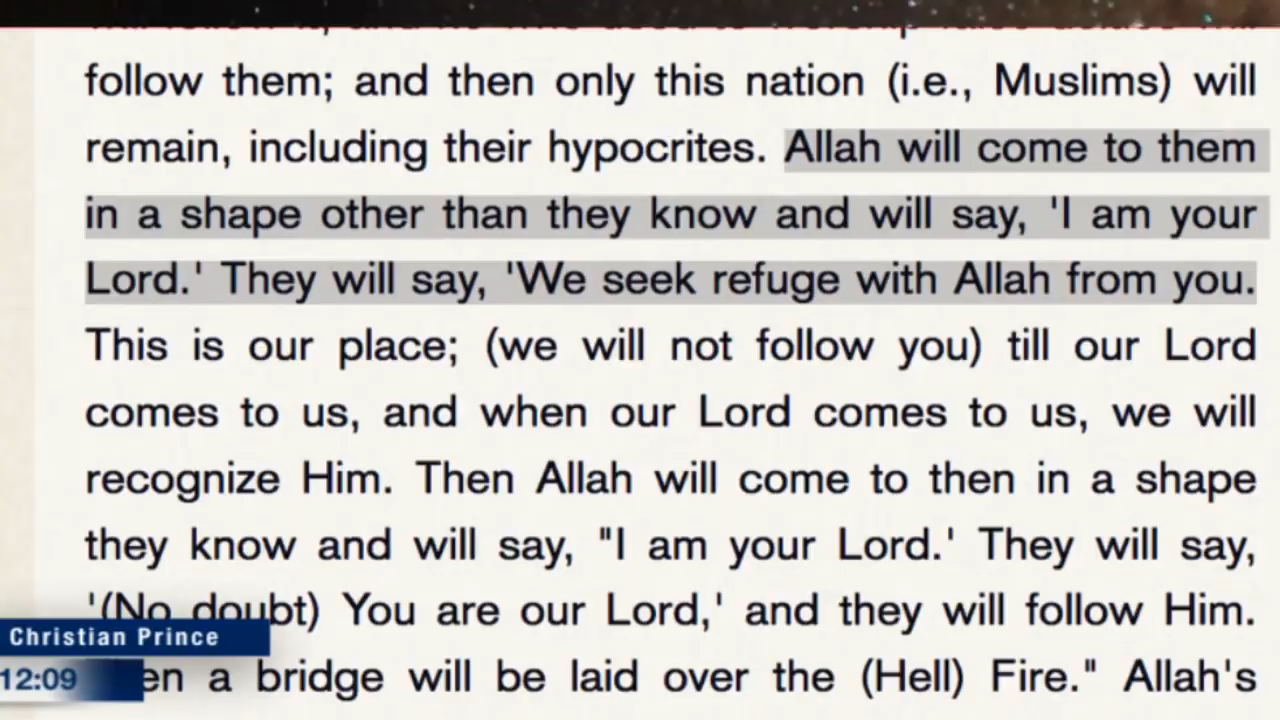 follow them; and then only this nation (i.e., Muslims) will
remain, including their hypocrites. Allah will come to them
in a shape other than they know and will say, 'I am your
Lord.' They will say, 'We seek refuge with Allah from you.
This is our place; (we will not follow you) till our Lord
comes to us, and when our Lord comes to us, we will
recognize Him. Then Allah will come to then in a shape
they know and will say, "I am your Lord.' They will say,
'(No doubt) You are our Lord,' and they will follow Him.
Christian Prince
12:09
a bridge will be laid over the (Hell) Fire." Allah's